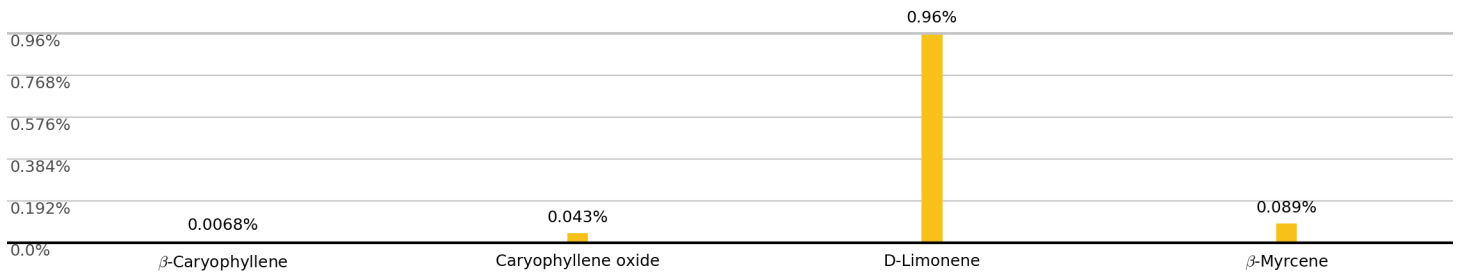 0.96%
0.96%
0.768%
0.576%
0.384%
0.192%
0.089%
0.0068%
0.043%
0.0%
β-Caryophyllene
Caryophyllene oxide
D-Limonene
β-Myrcene